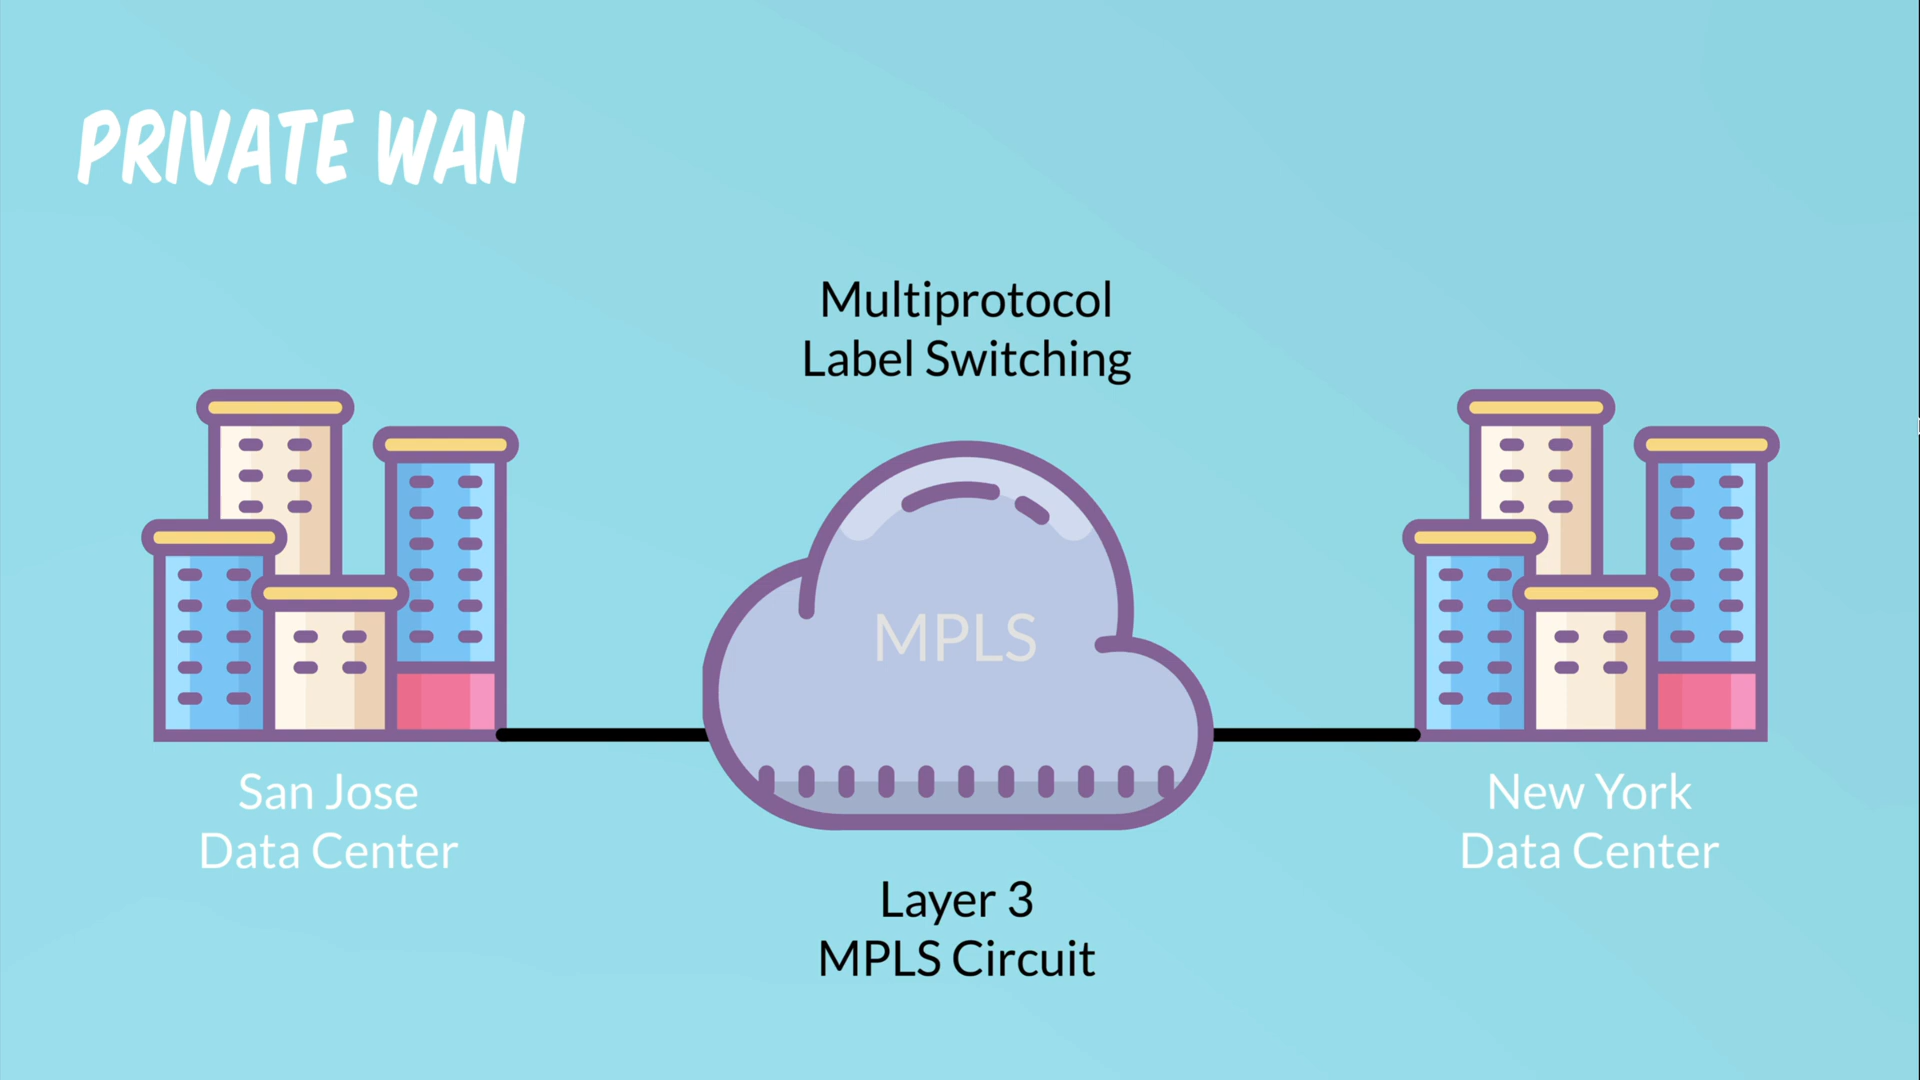 PRIVATE WAN
Multiprotocol
Label Switching
MPLS
San Jose
Data Center
New York
Data Center
Layer 3
MPLS Circuit